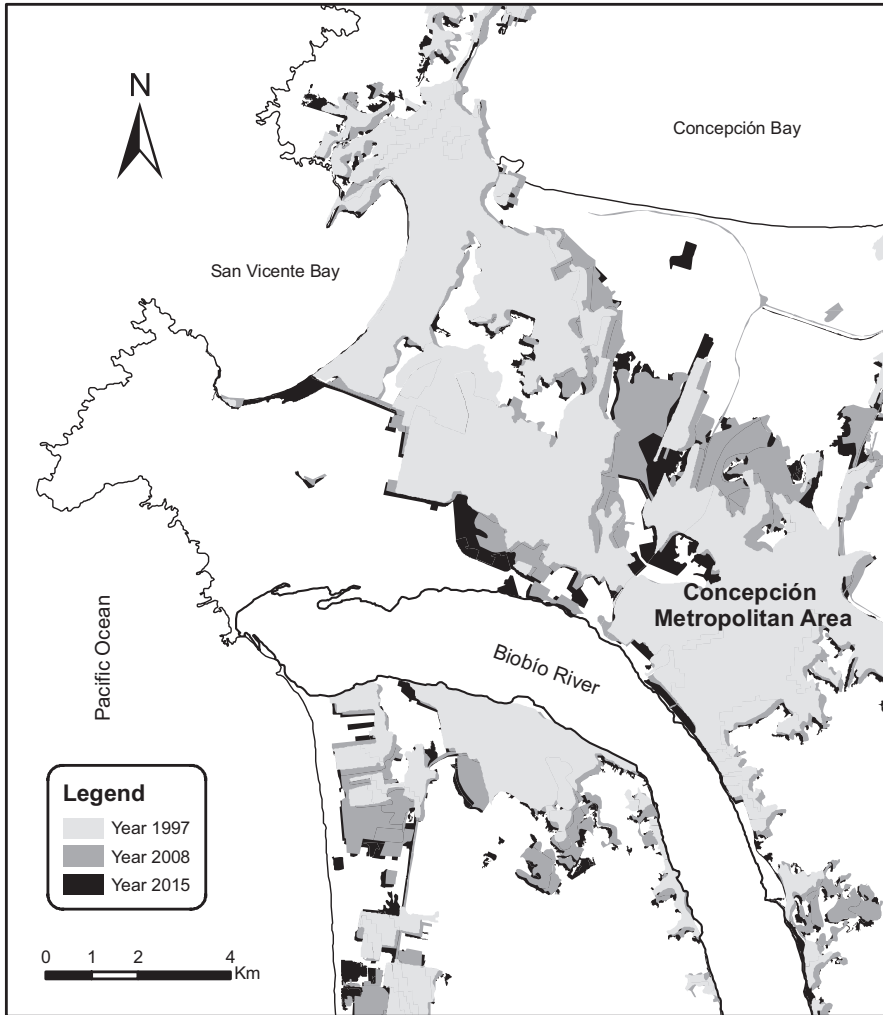 N
Concepción Bay
San Vicente Bay
Concepción
Metropolitan Area
Biobío River
Pacific Ocean
Legend
Year 1997
Year 2008
Year 2015
0 1 2 4
Km